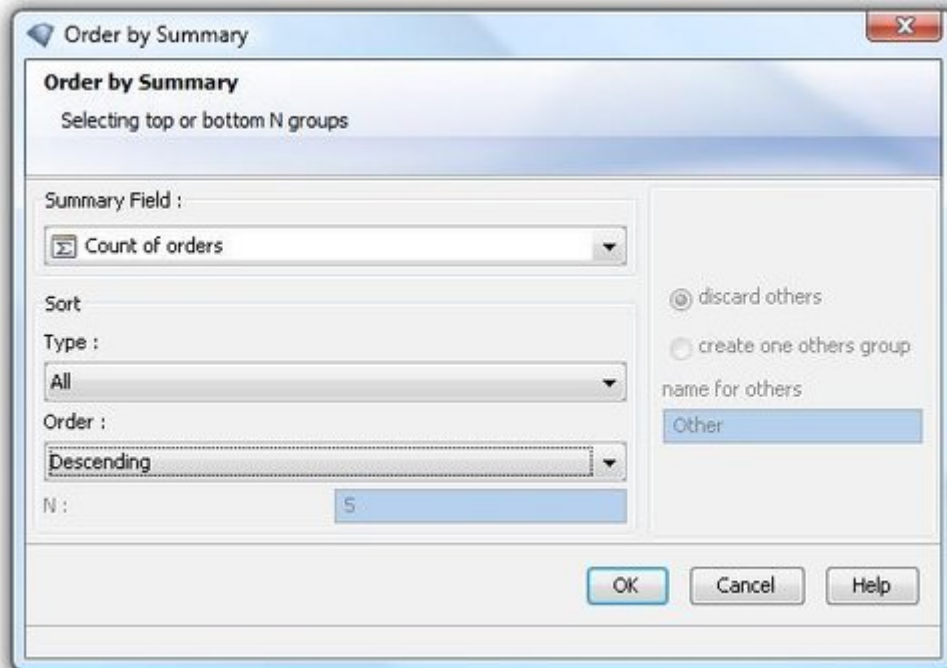 Order by Summary
Order by Summary
Selecting top or bottom N groups
Summary Field :
Count of orders
Sort
Type :
All
Order :
Descending
N :
5
discard others
create one others group
name for others
Other
OK
Cancel
Help